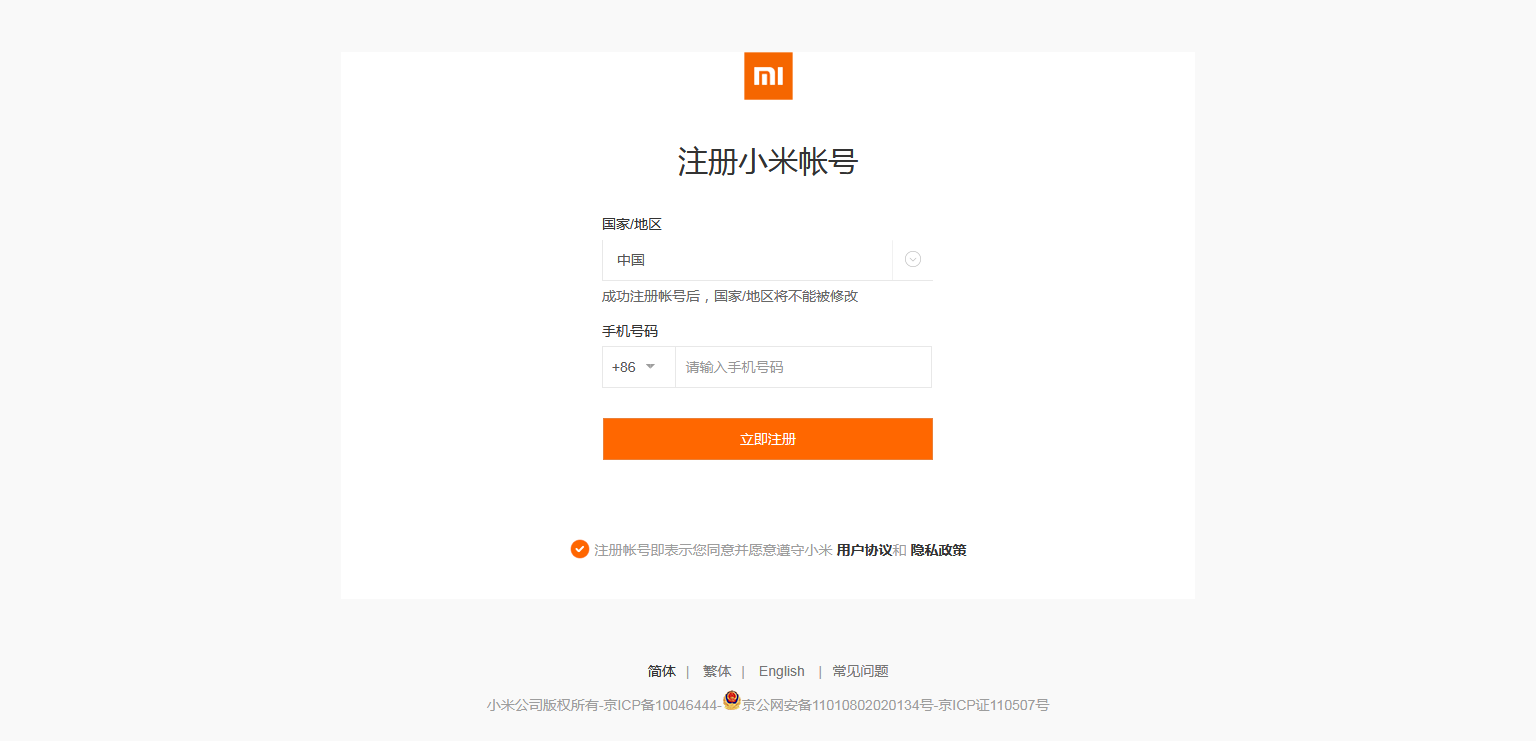 mi
注册小米帐号
国家/地区
中国
成功注册帐号后，国家/地区将不能被修改
手机号码
+86 请输入手机号码
立即注册
注册帐号即表示您同意并愿意遵守小米 用户协议和 隐私政策
简体 | 繁体 | English | 常见问题
小米公司版权所有-京ICP备10046444-京公网安备11010802020134号-京ICP证110507号